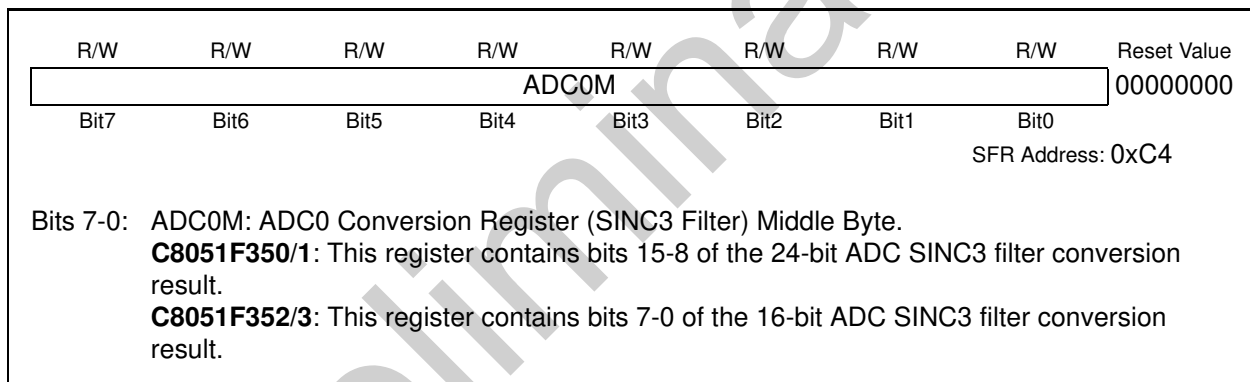 R/W R/W R/W R/W R/W R/W R/W R/W Reset Value
ADC0M 00000000
Bit7 Bit6 Bit5 Bit4 Bit3 Bit2 Bit1 Bit0
SFR Address: 0xC4
Bits 7-0: ADC0M: ADC0 Conversion Register (SINC3 Filter) Middle Byte.
C8051F350/1: This register contains bits 15-8 of the 24-bit ADC SINC3 filter conversion
result.
C8051F352/3: This register contains bits 7-0 of the 16-bit ADC SINC3 filter conversion
result.
elimina